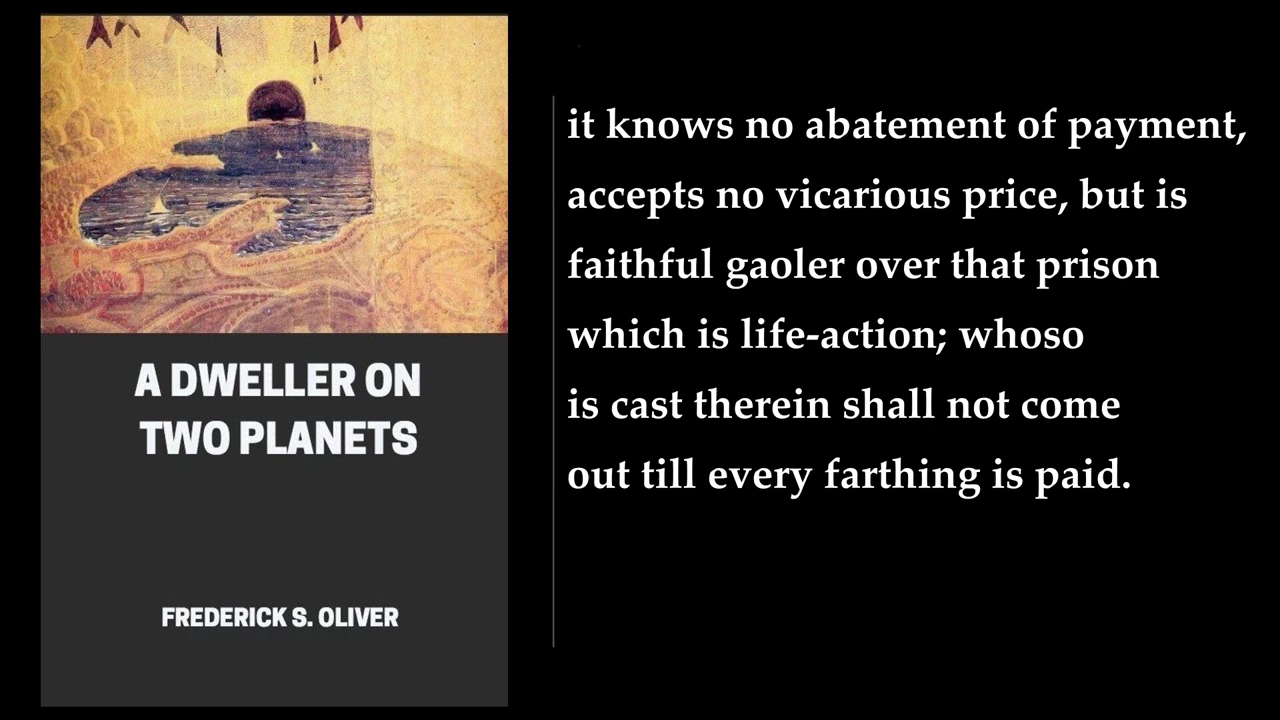 A DWELLER ON
TWO PLANETS
FREDERICK S. OLIVER
it knows no abatement of payment,
accepts no vicarious price, but is
faithful gaoler over that prison
which is life-action; whoso
is cast therein shall not come
out till every farthing is paid.